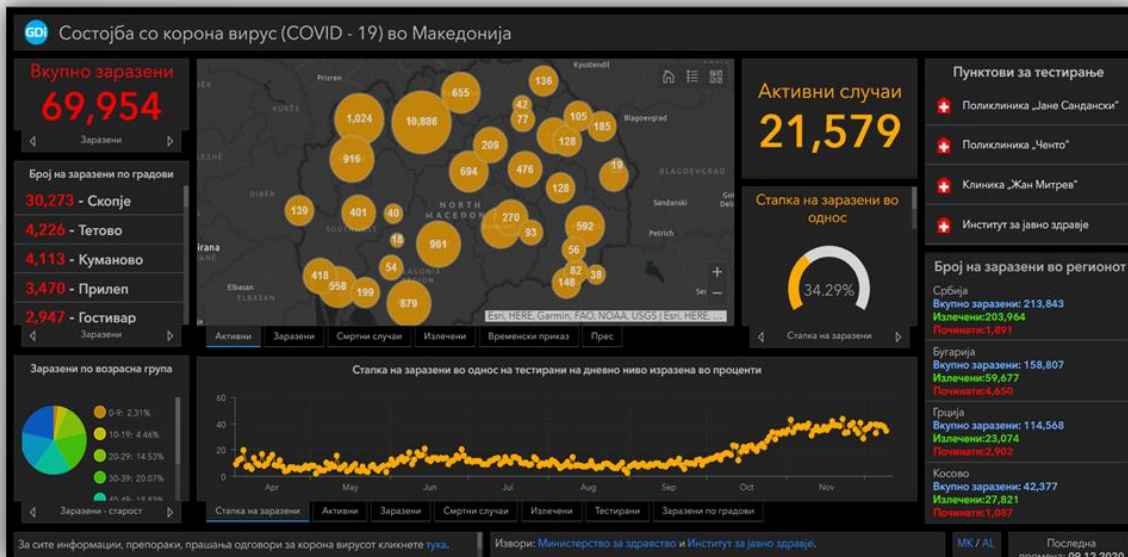 GDi Состојба со корона вирус (COVID - 19) во Македонија
Вкупно заразени
69,954
Заразени
Број на заразени по градови
30,273 - Скопје
4,226 - Тетово
4,113 - Куманово
3,470 - Прилеп
2,947 - Гостивар
Заразени
Заразени по возрасна група
0-9: 2.31%
10-19: 4.46%
20-29: 14.53%
30-39: 20.07%
40-49: 18.83%
Заразени - старост
Kyustendil
Prizren
136
655
KUKËS
1,024
10,886
42
77
105
185
Blagoevgrad
128
209
916
694
476
19
BLAGOEVGRAD
DIBËR
128
139
401
40
NORTH
MACEDONIA
270
Sandanski
SOUTHWEST
18
93
592
Petrich
961
56
54
82
38
418
558
199
148
Elbasan
ELBASAN
879
Esri, HERE, Garmin, FAO, NOAA, USGS | Esri, HERE, ...
Активни Заразени Смртни случаи Излечени Временски приказ Прес
Активни случаи
21,579
Стапка на заразени во
однос
34.29%
Стапка на заразени
Стапка на заразени во однос на тестирани на дневно ниво изразена во проценти
60
40
20
0
Apr May Jun Jul Aug Sep Oct Nov
Стапка на заразени Активни Заразени Смртни случаи Излечени Тестирани Заразени по градови
Пунктови за тестирање
Поликлиника „Јане Сандански“
Поликлиника „Ченто“
Клиника „Жан Митрев“
Институт за јавно здравје
Број на заразени во регионот
Србија
Вкупно заразени: 213,843
Излечени:203,964
Починати:1,891
Бугарија
Вкупно заразени: 158,807
Излечени:59,677
Починати:4,650
Грција
Вкупно заразени: 114,568
Излечени:23,074
Починати:2,902
Косово
Вкупно заразени: 42,377
Излечени:27,821
Починати:1,087
За сите информации, препораки, прашања одговори за корона вирусот кликнете тука.
Извори: Министерство за здравство и Институт за јавно здравје.
MK / AL
Последна
промена: 09.12.2020